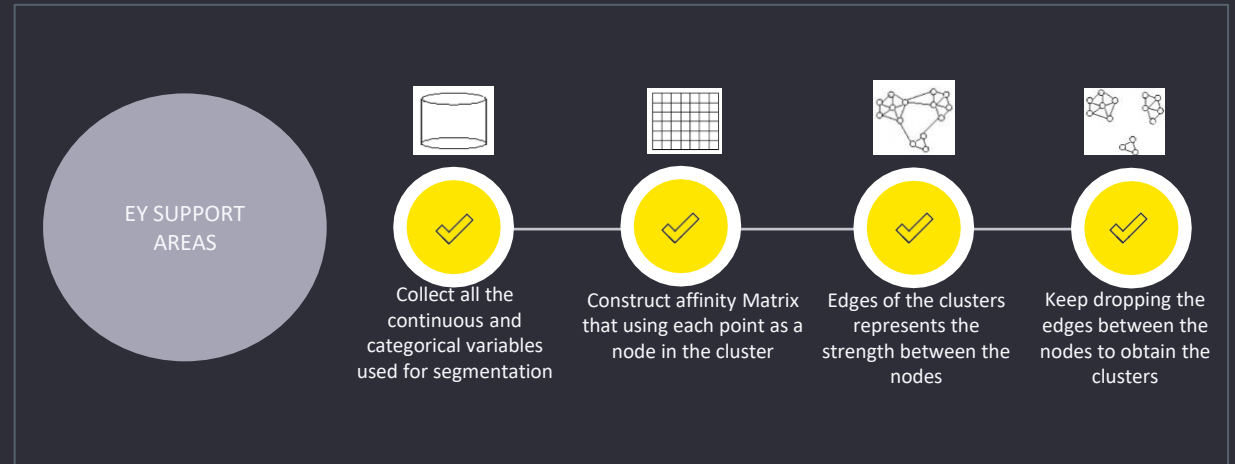 EY SUPPORT
AREAS
Collect all the
continuous and
categorical variables
used for segmentation
Construct affinity Matrix
that using each point as a
node in the cluster
Edges of the clusters
represents the
strength between the
nodes
Keep dropping the
edges between the
nodes to obtain the
clusters